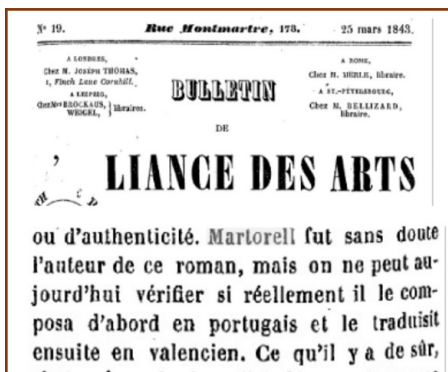 N° 19. Rue Montmartre, 178. 25 mars 1843.
A LONDRES,
Chez M. JOSEPH THOMAS,
1, Finch Lane Cornhill.
A LEIPZIG,
Chez Mrs BROCKAUS, WEIGEL, libraires.
BULLETIN
A ROME,
Chez M. MERLE, libraire.
A ST.-PÉTERSBOURG,
Chez M. BELLIZARD,
libraire.
DE
LIANCE DES ARTS
ou d'authenticité. Martorell fut sans doute
l'auteur de ce roman, mais on ne peut au-
jourd'hui vérifier si réellement il le com-
posa d'abord en portugais et le traduisit
ensuite en valencien. Ce qu'il y a de sûr,